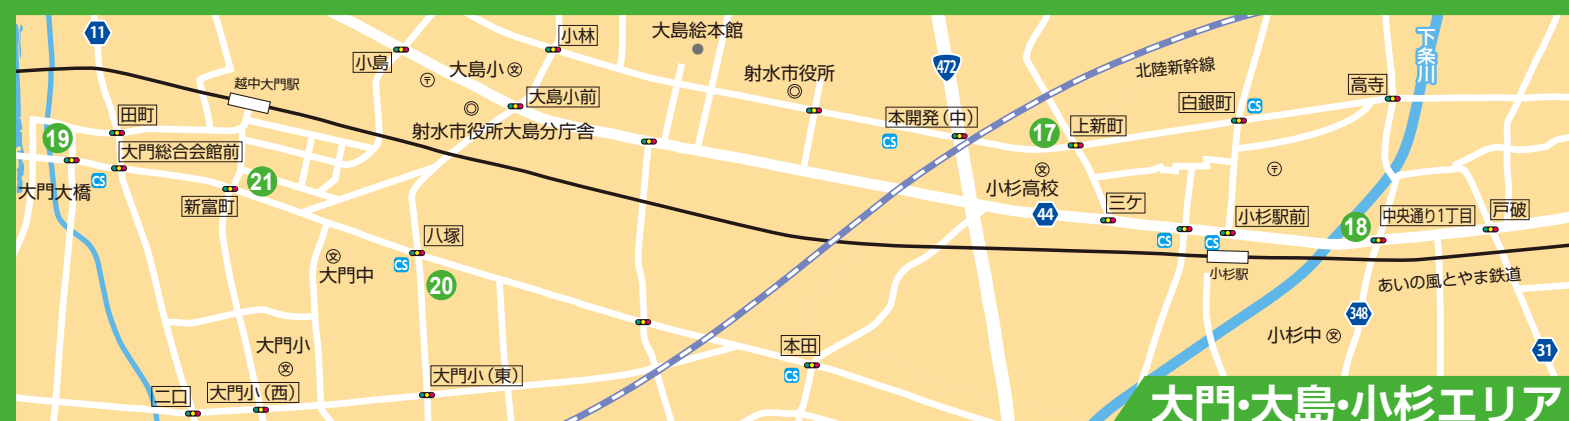 11
小林
大島絵本館
下条川
小島
大島小
文
〒
472
北陸新幹線
射水市役所
越中大門駅
高寺
田町
大島小前
白銀町
CS
本開発（中）
CS
17
上新町
19
射水市役所大島分庁舎
大門総合会館前
CS
21
文
小杉高校
〒
大門大橋
新富町
44
三ケ
小杉駅前
18
中央通り1丁目
戸破
八塚
CS
CS
CS
文
大門中
小杉駅
20
あいの風とやま鉄道
348
小杉中
文
大門小
文
本田
CS
31
大門小（東）
二口
大門小（西）
大門・大島・小杉エリア